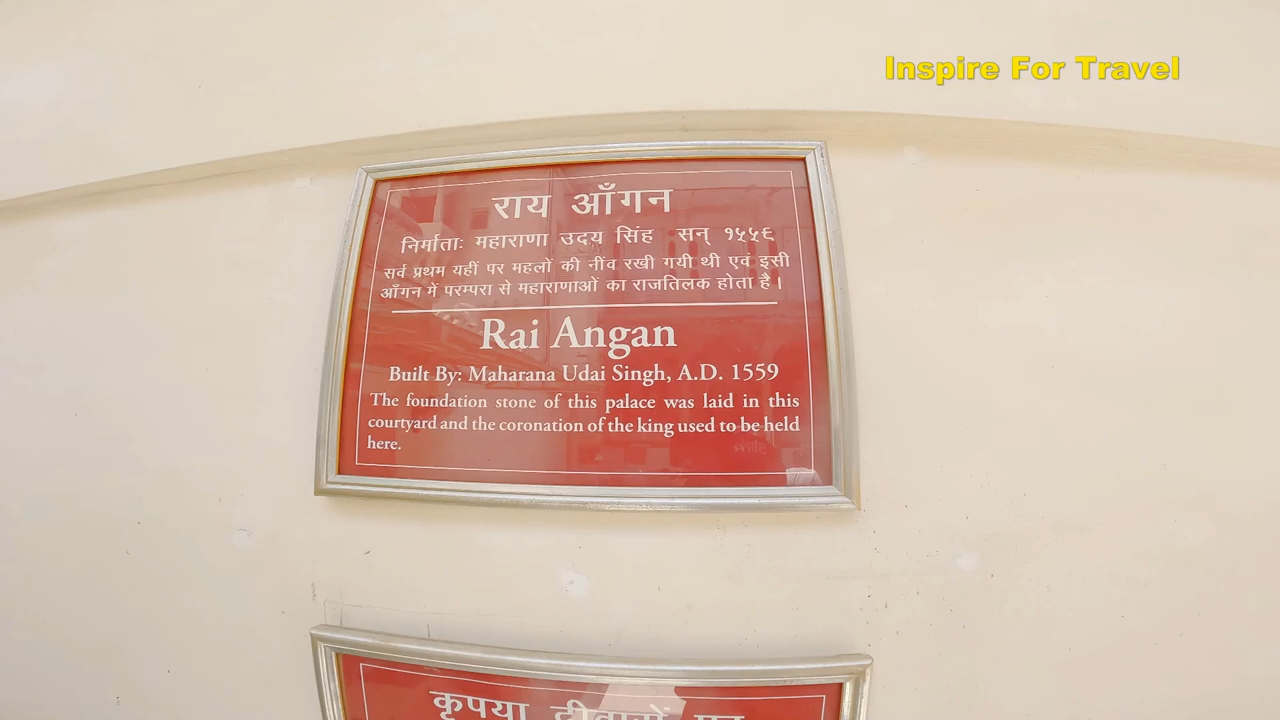 Inspire For Travel
राय आँगन
निर्माताः महाराणा उदय सिंह सन् १५५९
सर्व प्रथम यहीं पर महलों की नींव रखी गयी थी एवं इसी
आँगन में परम्परा से महाराणाओं का राजतिलक होता है।
Rai Angan
Built By: Maharana Udai Singh, A.D. 1559
The foundation stone of this palace was laid in this
courtyard and the coronation of the king used to be held
here.
कृपया दीवारों पर